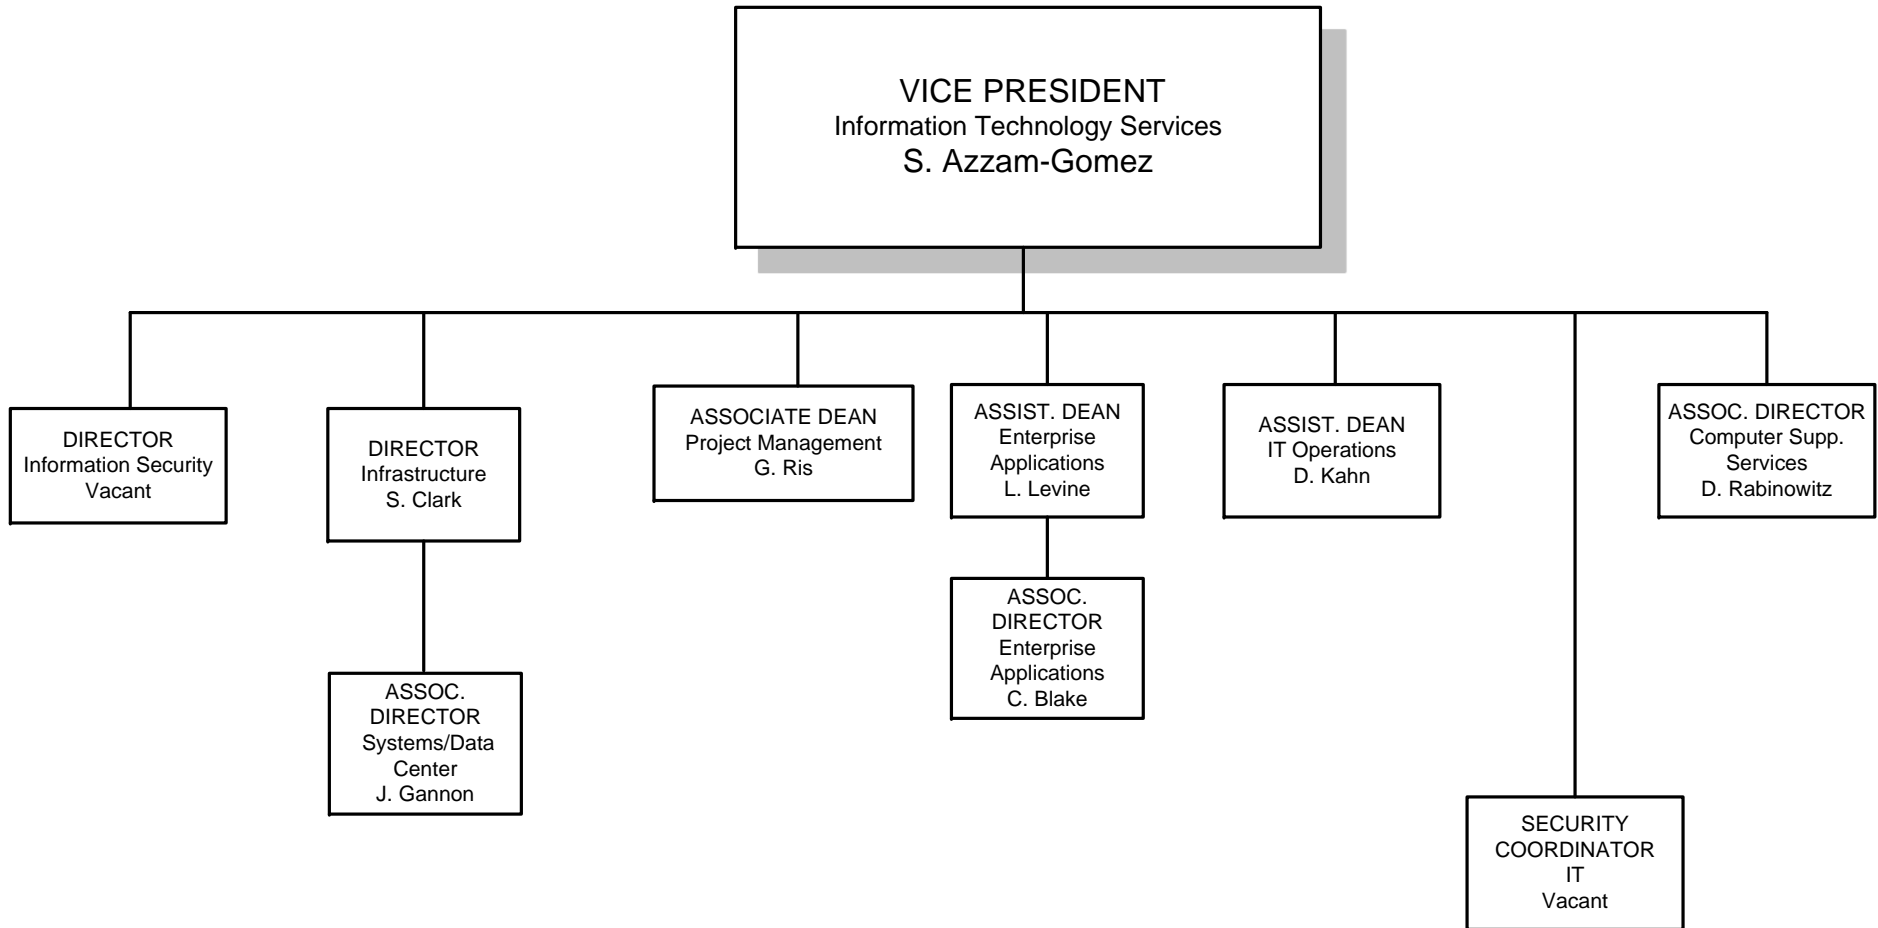 VICE PRESIDENT
Information Technology Services
S. Azzam-Gomez
DIRECTOR
Information Security
Vacant
DIRECTOR
Infrastructure
S. Clark
ASSOCIATE DEAN
Project Management
G. Ris
ASSIST. DEAN
Enterprise
Applications
L. Levine
ASSIST. DEAN
IT Operations
D. Kahn
ASSOC. DIRECTOR
Computer Supp.
Services
D. Rabinowitz
ASSOC.
DIRECTOR
Systems/Data
Center
J. Gannon
ASSOC.
DIRECTOR
Enterprise
Applications
C. Blake
SECURITY
COORDINATOR
IT
Vacant